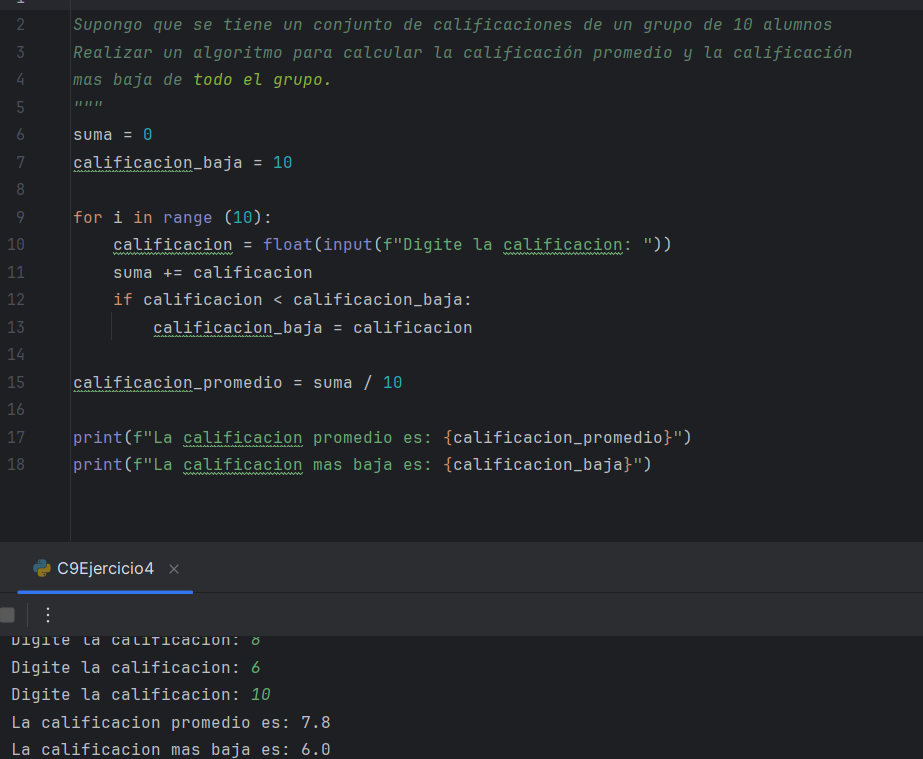 1
2 Supongo que se tiene un conjunto de calificaciones de un grupo de 10 alumnos
3 Realizar un algoritmo para calcular la calificación promedio y la calificación
4 mas baja de todo el grupo.
5 """
6 suma = 0
7 calificacion_baja = 10
8
9 for i in range (10):
10     calificacion = float(input(f"Digite la calificacion: "))
11     suma += calificacion
12     if calificacion < calificacion_baja:
13         calificacion_baja = calificacion
14
15 calificacion_promedio = suma / 10
16
17 print(f"La calificacion promedio es: {calificacion_promedio}")
18 print(f"La calificacion mas baja es: {calificacion_baja}")
C9Ejercicio4
Digite la calificacion: 8
Digite la calificacion: 6
Digite la calificacion: 10
La calificacion promedio es: 7.8
La calificacion mas baja es: 6.0